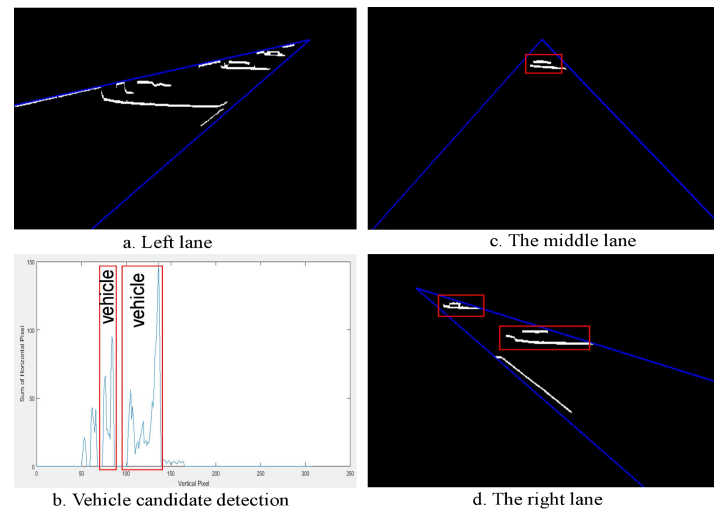 a. Left lane
c. The middle lane
150
100
50
0
Sum of Horizontal Pixel
vehicle
vehicle
0 50 100 150 200 250 300 350
Vertical Pixel
b. Vehicle candidate detection
d. The right lane